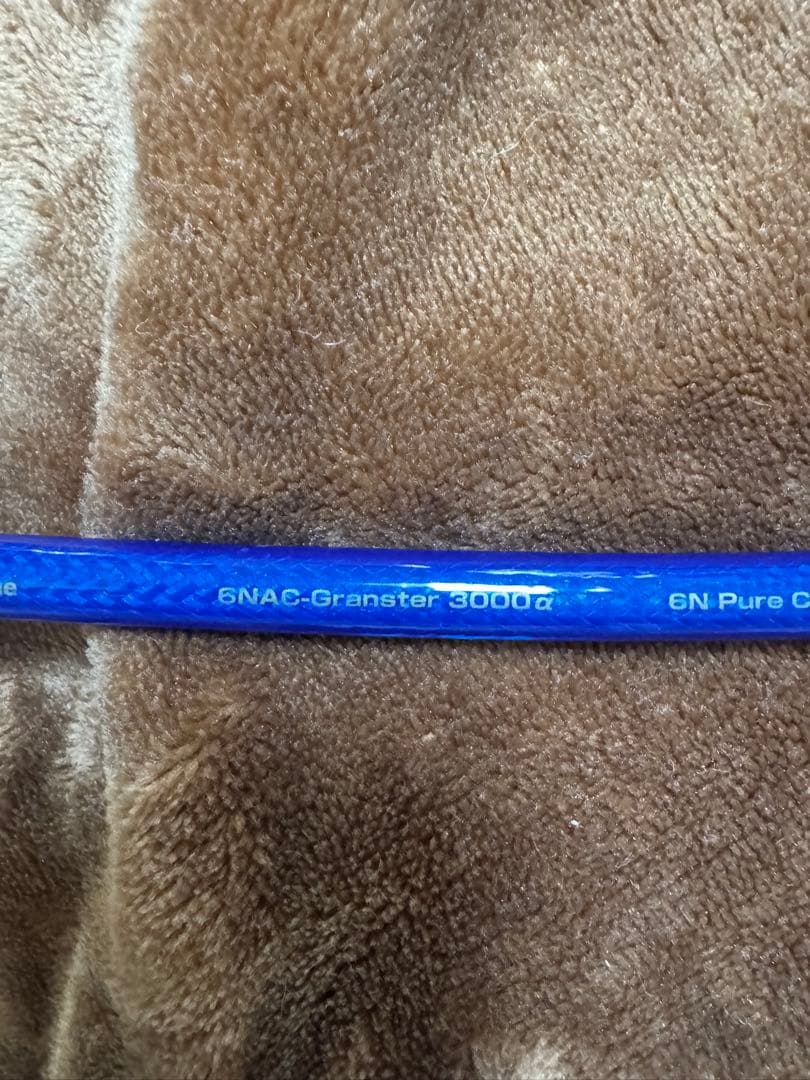 6NAC-Granster 3000α 6N Pure C